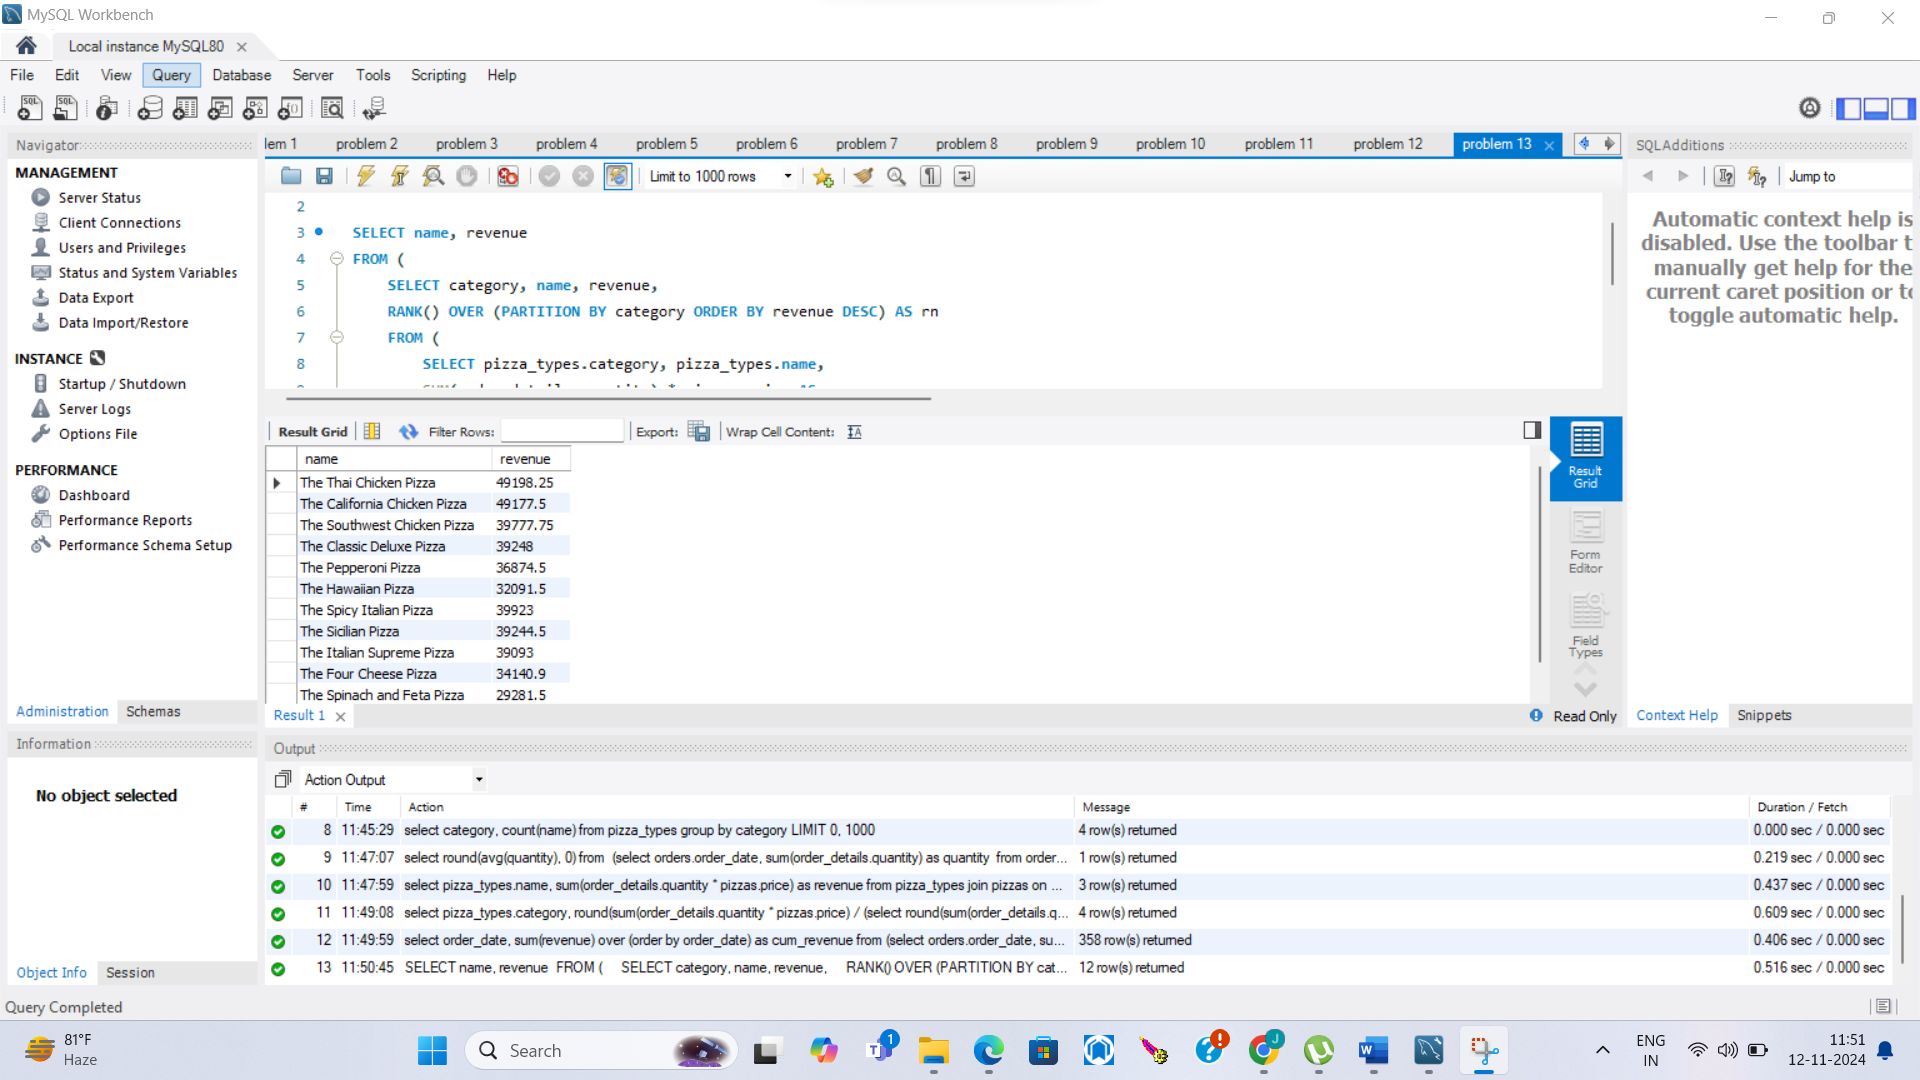 MySQL Workbench
Local instance MySQL80
File Edit View Query Database Server Tools Scripting Help
Navigator
MANAGEMENT
Server Status
Client Connections
Users and Privileges
Status and System Variables
Data Export
Data Import/Restore
INSTANCE
Startup / Shutdown
Server Logs
Options File
PERFORMANCE
Dashboard
Performance Reports
Performance Schema Setup
Administration Schemas
Information
No object selected
Object Info Session
Query Completed
lem 1 problem 2 problem 3 problem 4 problem 5 problem 6 problem 7 problem 8 problem 9 problem 10 problem 11 problem 12 problem 13
Limit to 1000 rows
2
3 SELECT name, revenue
4 FROM (
5 SELECT category, name, revenue,
6 RANK() OVER (PARTITION BY category ORDER BY revenue DESC) AS rn
7 FROM (
8 SELECT pizza_types.category, pizza_types.name,
Result Grid Filter Rows: Export: Wrap Cell Content:
name revenue
The Thai Chicken Pizza 49198.25
The California Chicken Pizza 49177.5
The Southwest Chicken Pizza 39777.75
The Classic Deluxe Pizza 39248
The Pepperoni Pizza 36874.5
The Hawaiian Pizza 32091.5
The Spicy Italian Pizza 39923
The Sicilian Pizza 39244.5
The Italian Supreme Pizza 39093
The Four Cheese Pizza 34140.9
The Spinach and Feta Pizza 29281.5
Result
Grid
Form
Editor
Field
Types
Result 1
Read Only
SQLAdditions
Jump to
Automatic context help is
disabled. Use the toolbar t
manually get help for the
current caret position or to
toggle automatic help.
Context Help Snippets
Output
Action Output
# Time Action Message Duration / Fetch
8 11:45:29 select category, count(name) from pizza_types group by category LIMIT 0, 1000 4 row(s) returned 0.000 sec / 0.000 sec
9 11:47:07 select round(avg(quantity), 0) from (select orders.order_date, sum(order_details.quantity) as quantity from order... 1 row(s) returned 0.219 sec / 0.000 sec
10 11:47:59 select pizza_types.name, sum(order_details.quantity * pizzas.price) as revenue from pizza_types join pizzas on ... 3 row(s) returned 0.437 sec / 0.000 sec
11 11:49:08 select pizza_types.category, round(sum(order_details.quantity * pizzas.price) / (select round(sum(order_details.q... 4 row(s) returned 0.609 sec / 0.000 sec
12 11:49:59 select order_date, sum(revenue) over (order by order_date) as cum_revenue from (select orders.order_date, su... 358 row(s) returned 0.406 sec / 0.000 sec
13 11:50:45 SELECT name, revenue FROM ( SELECT category, name, revenue, RANK() OVER (PARTITION BY cat... 12 row(s) returned 0.516 sec / 0.000 sec
81°F
Haze
Search
1
J
ENG
IN
11:51
12-11-2024